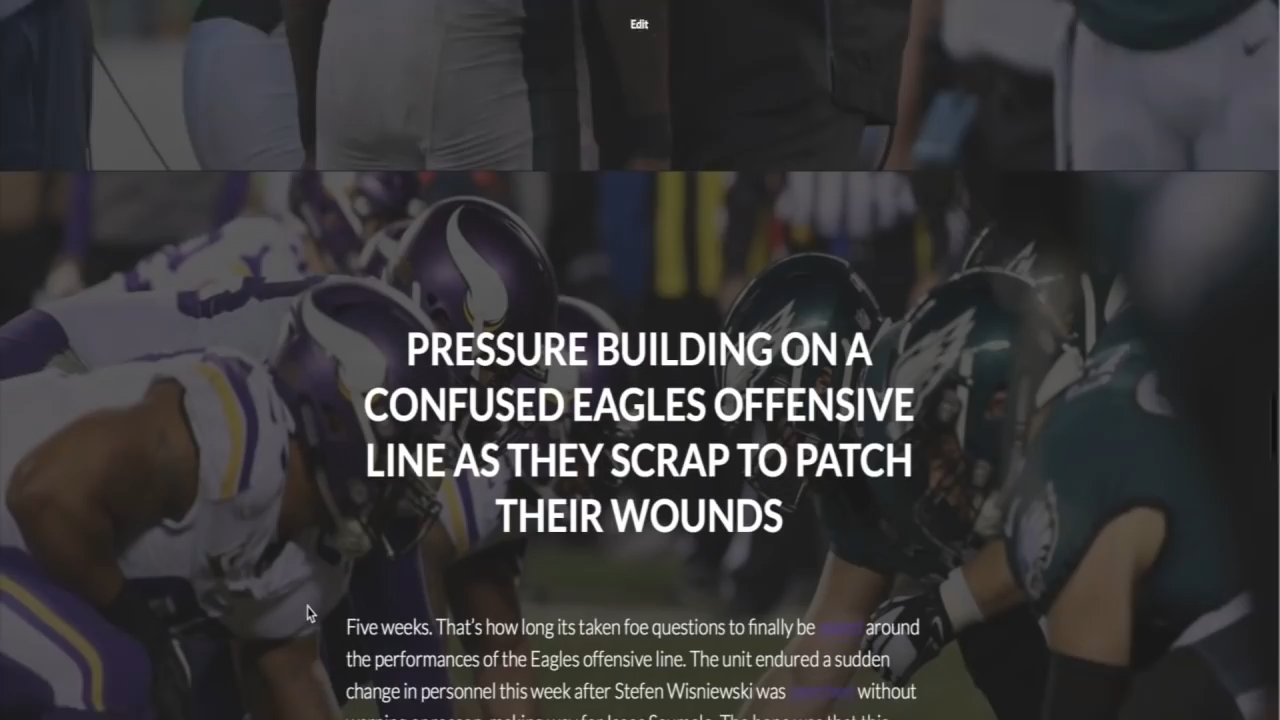 Edit
PRESSURE BUILDING ON A
CONFUSED EAGLES OFFENSIVE
LINE AS THEY SCRAP TO PATCH
THEIR WOUNDS
Five weeks. That's how long its taken foe questions to finally be around
the performances of the Eagles offensive line. The unit endured a sudden
change in personnel this week after Stefen Wisniewski was without